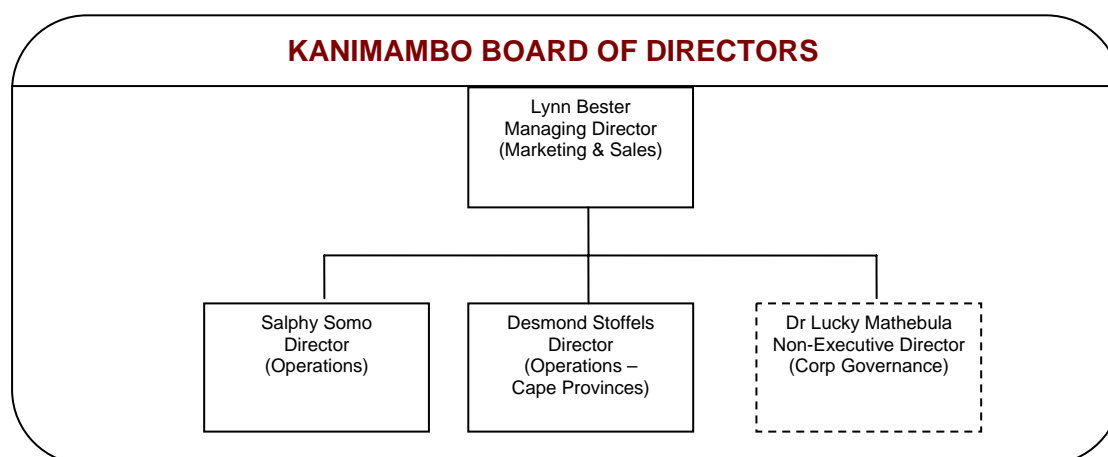 KANIMAMBO BOARD OF DIRECTORS
Lynn Bester
Managing Director
(Marketing & Sales)
Salphy Somo
Director
(Operations)
Desmond Stoffels
Director
(Operations –
Cape Provinces)
Dr Lucky Mathebula
Non-Executive Director
(Corp Governance)